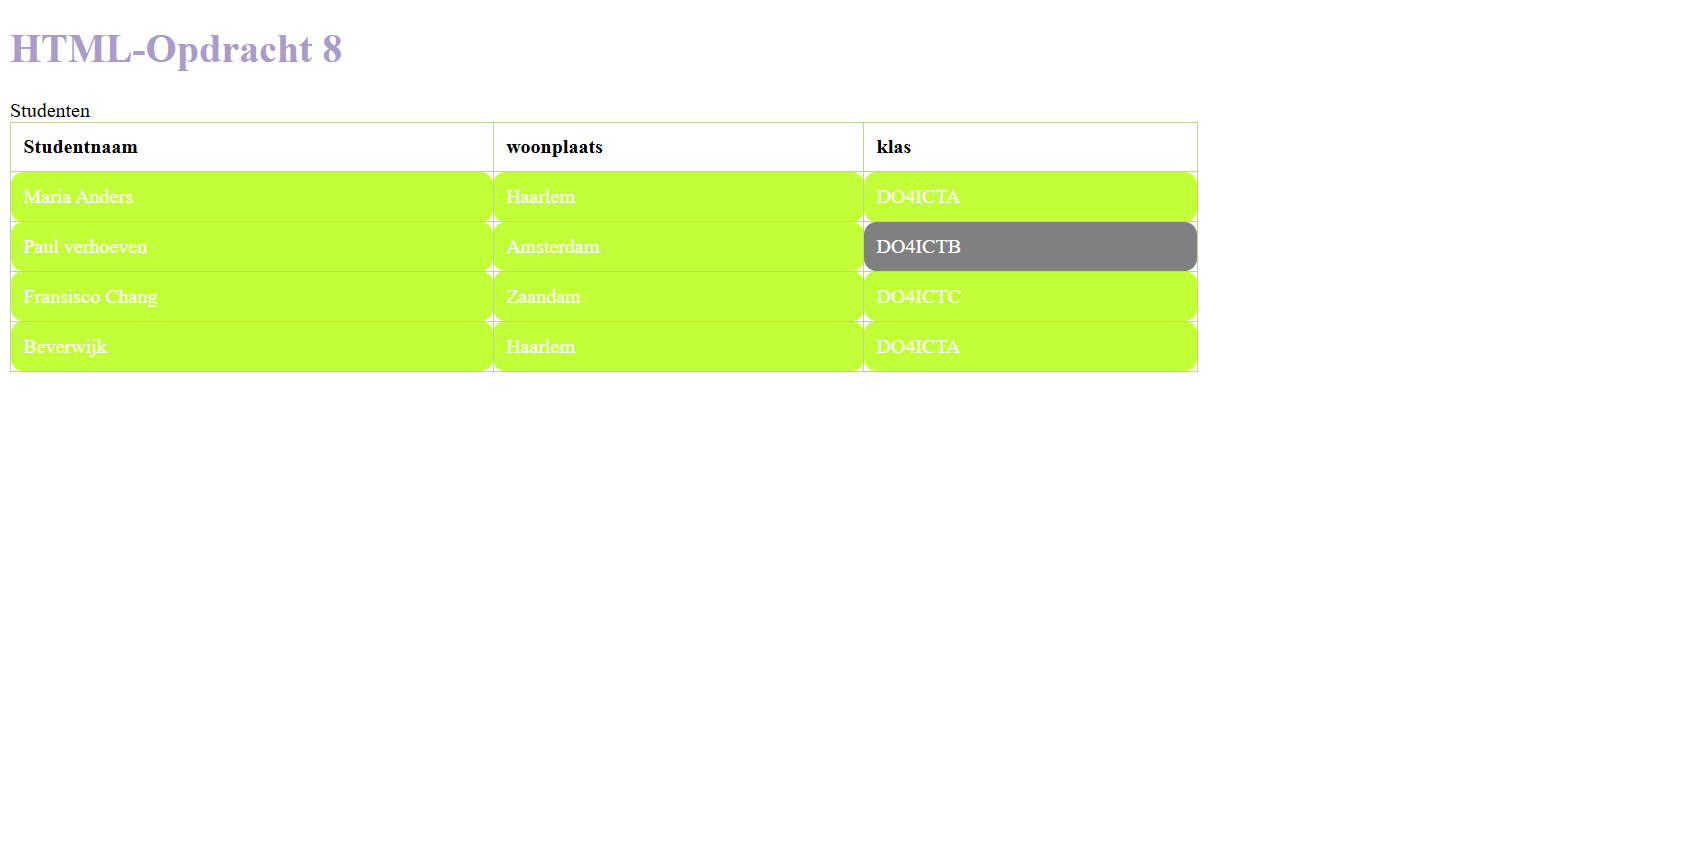 HTML-Opdracht 8
Studenten
Studentnaam woonplaats klas
Maria Anders Haarlem DO4ICTA
Paul verhoeven Amsterdam DO4ICTB
Fransisco Chang Zaandam DO4ICTC
Beverwijk Haarlem DO4ICTA